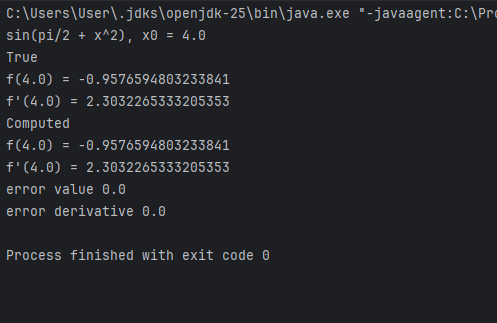 C:\Users\User\.jdks\openjdk-25\bin\java.exe "-javaagent:C:\Pro
sin(pi/2 + x^2), x0 = 4.0
True
f(4.0) = -0.9576594803233841
f'(4.0) = 2.3032265333205353
Computed
f(4.0) = -0.9576594803233841
f'(4.0) = 2.3032265333205353
error value 0.0
error derivative 0.0
Process finished with exit code 0